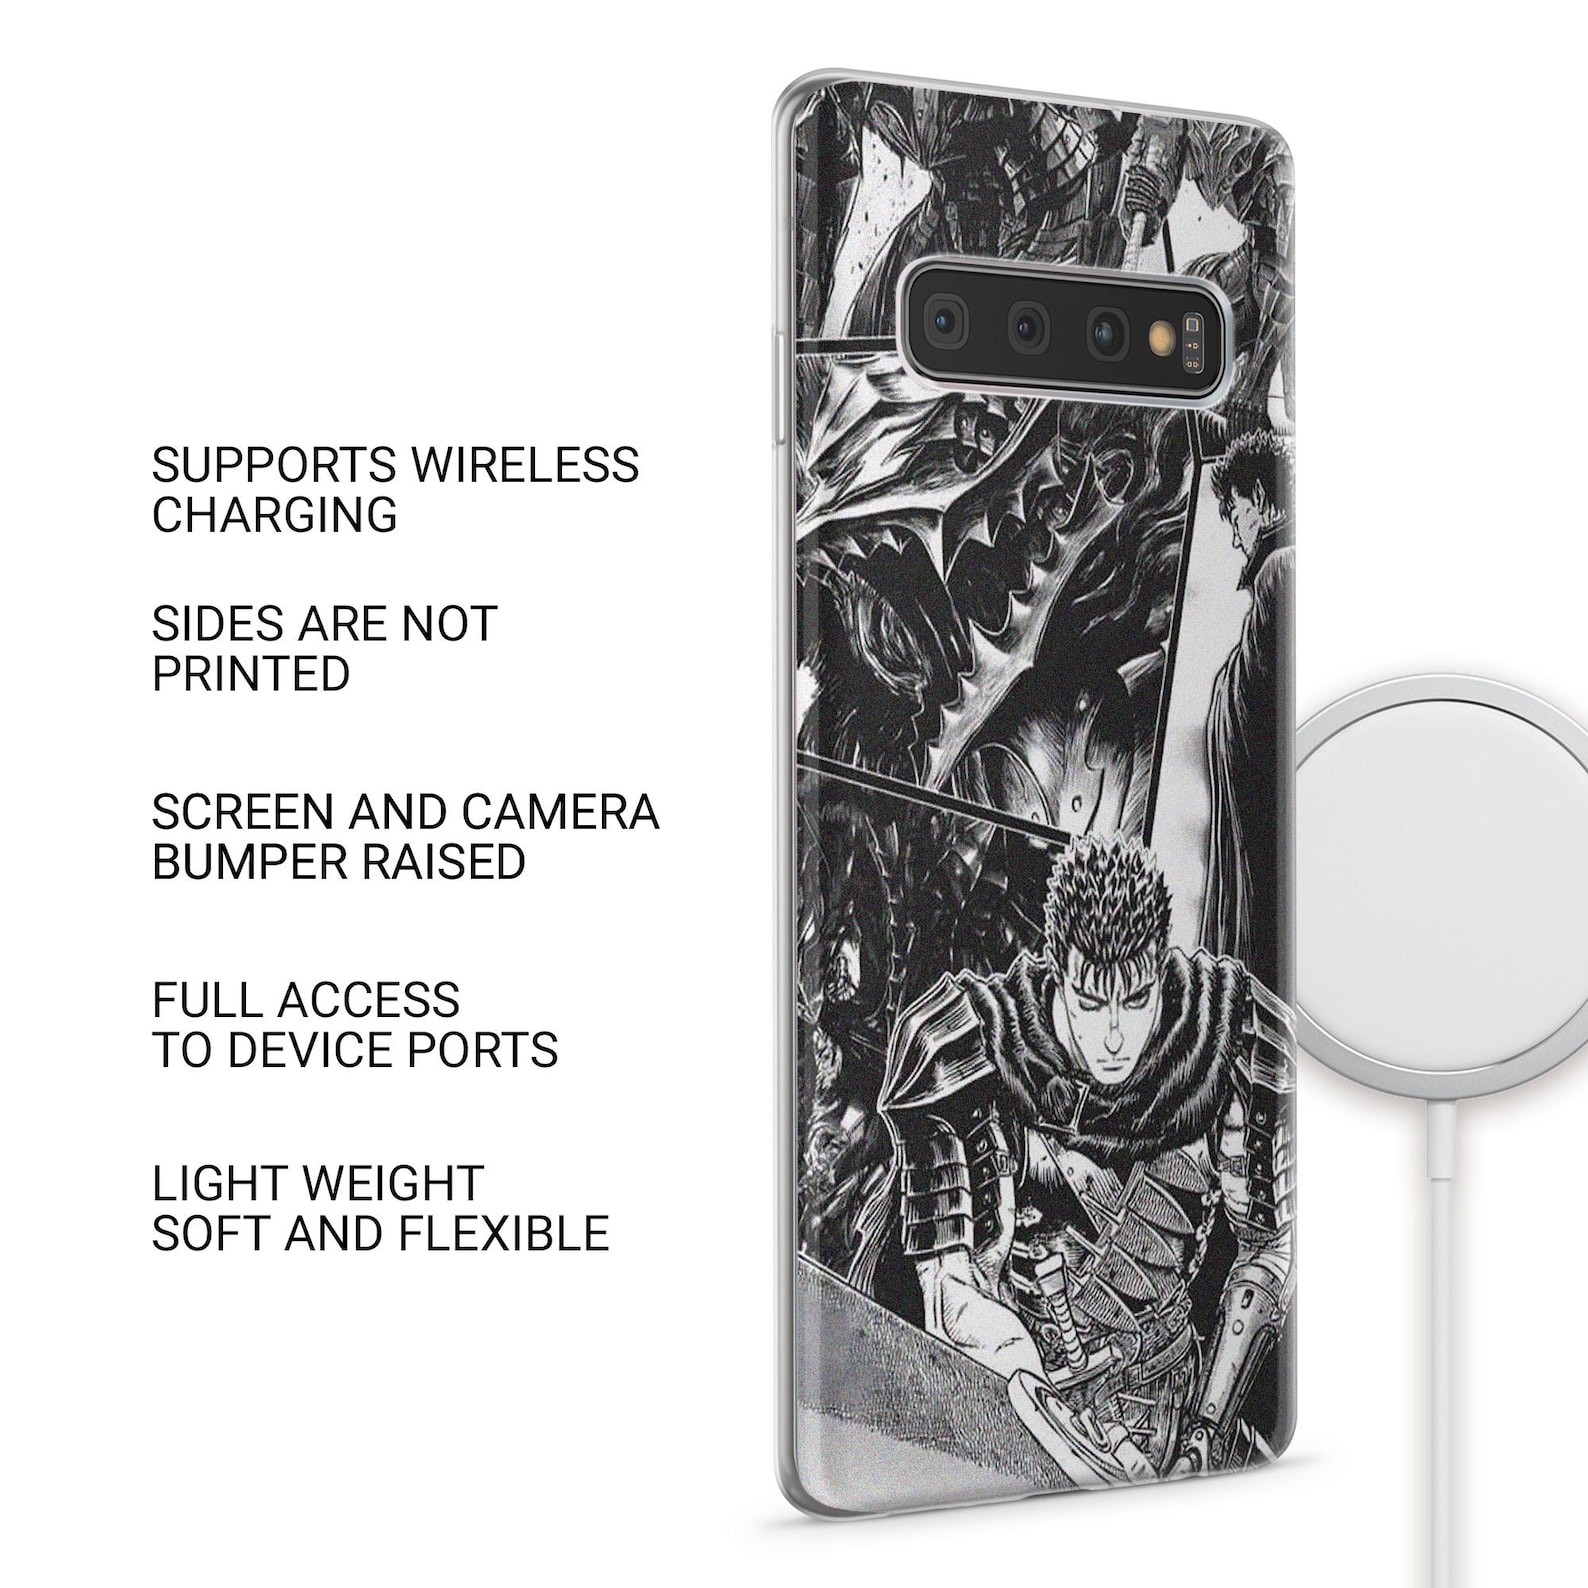 SUPPORTS WIRELESS
CHARGING
SIDES ARE NOT
PRINTED
SCREEN AND CAMERA
BUMPER RAISED
FULL ACCESS
TO DEVICE PORTS
LIGHT WEIGHT
SOFT AND FLEXIBLE